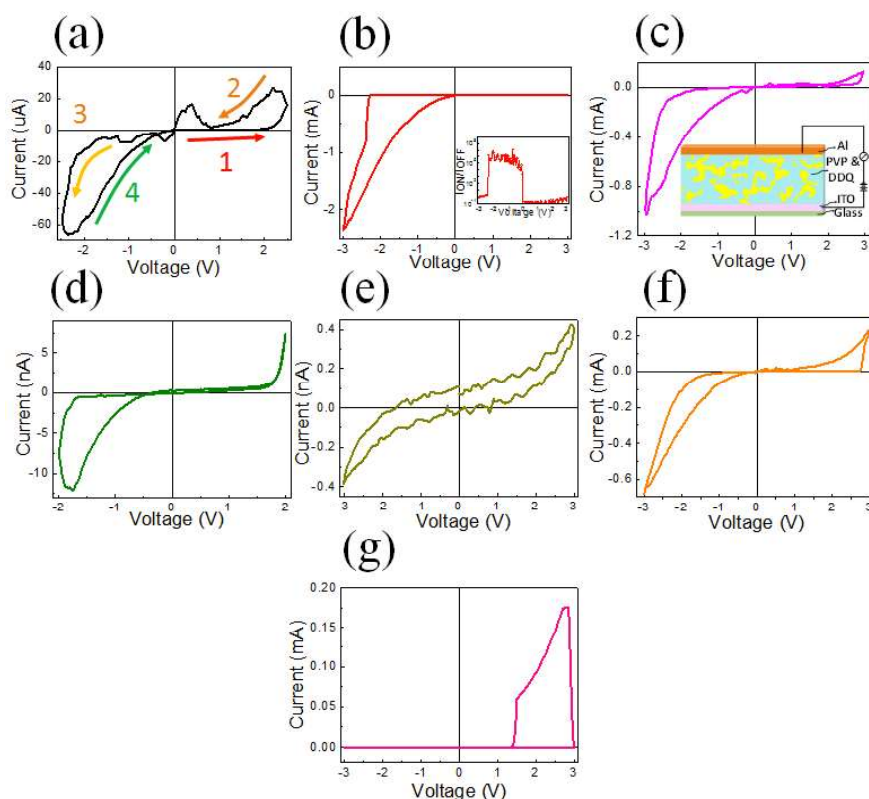 (a)
Current (uA)
40
20
0
-20
-40
-60
-2
-1
0
1
2
Voltage (V)
1
2
3
4
(b)
Current (mA)
0
-1
-2
-3
-2
-1
0
1
2
3
Voltage (V)
ION/IOFF
Voltage (V)
(c)
Current (mA)
0.0
-0.4
-0.8
-1.2
-3
-2
-1
0
1
2
3
Voltage (V)
Al
PVP &
DDQ
ITO
Glass
(d)
Current (nA)
5
0
-5
-10
-2
-1
0
1
2
Voltage (V)
(e)
Current (nA)
0.4
0.2
0.0
-0.2
-0.4
-3
-2
-1
0
1
2
3
Voltage (V)
(f)
Current (mA)
0.2
0.0
-0.2
-0.4
-0.6
-3
-2
-1
0
1
2
3
Voltage (V)
(g)
Current (mA)
0.20
0.15
0.10
0.05
0.00
-3
-2
-1
0
1
2
3
Voltage (V)